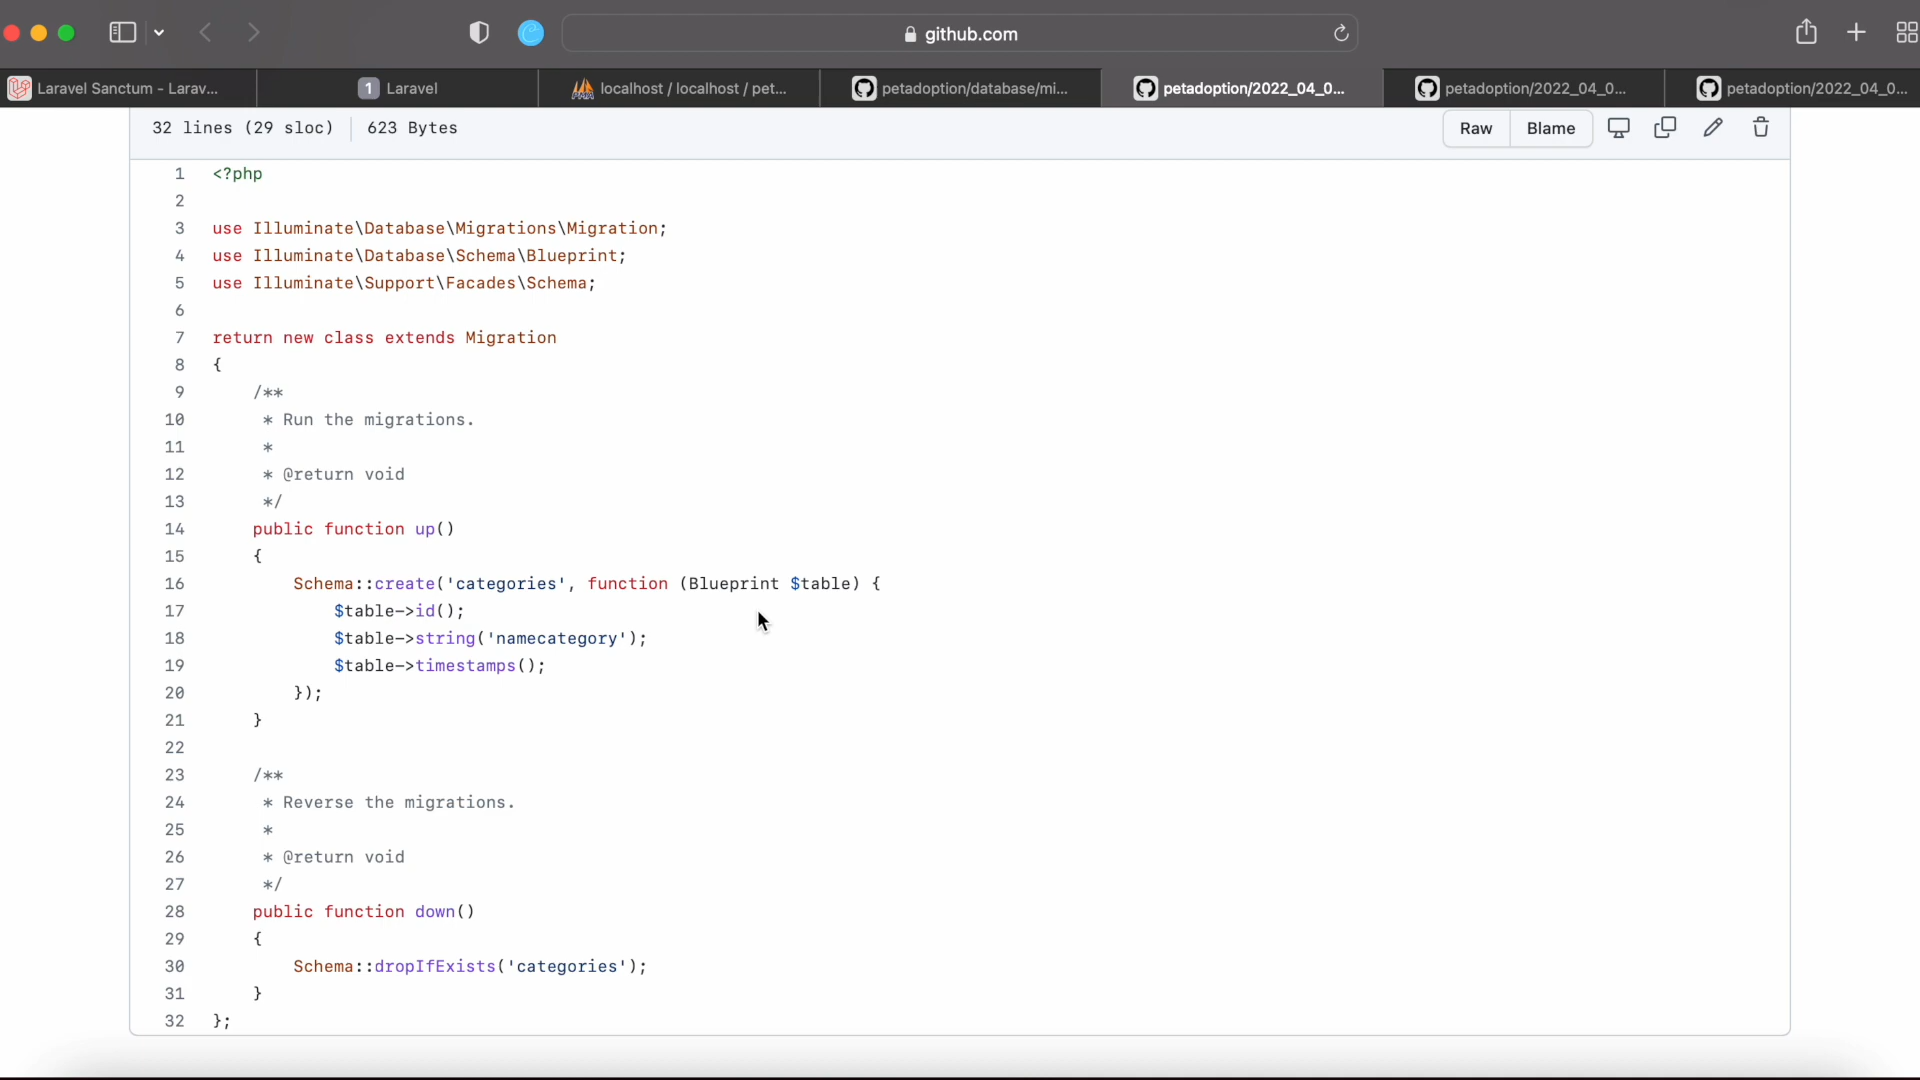 github.com
Laravel Sanctum - Larav...
1 Laravel
localhost / localhost / pet...
petadoption/database/mi...
petadoption/2022_04_0...
petadoption/2022_04_0...
petadoption/2022_04_0...
32 lines (29 sloc) 623 Bytes
Raw Blame
1 <?php
2
3 use Illuminate\Database\Migrations\Migration;
4 use Illuminate\Database\Schema\Blueprint;
5 use Illuminate\Support\Facades\Schema;
6
7 return new class extends Migration
8 {
9     /**
10      * Run the migrations.
11      *
12      * @return void
13      */
14     public function up()
15     {
16         Schema::create('categories', function (Blueprint $table) {
17             $table->id();
18             $table->string('namecategory');
19             $table->timestamps();
20         });
21     }
22
23     /**
24      * Reverse the migrations.
25      *
26      * @return void
27      */
28     public function down()
29     {
30         Schema::dropIfExists('categories');
31     }
32 };